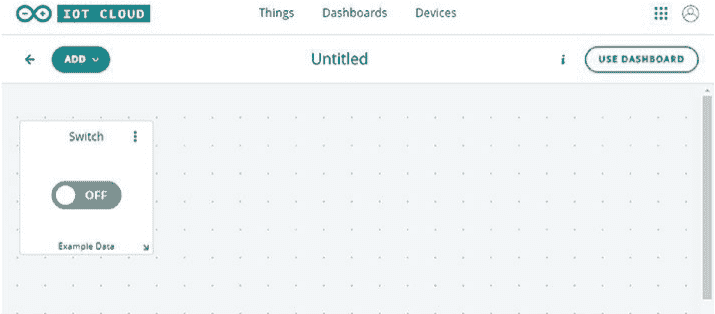 IOT CLOUD Things Dashboards Devices
ADD Untitled i USE DASHBOARD
Switch
OFF
Example Data